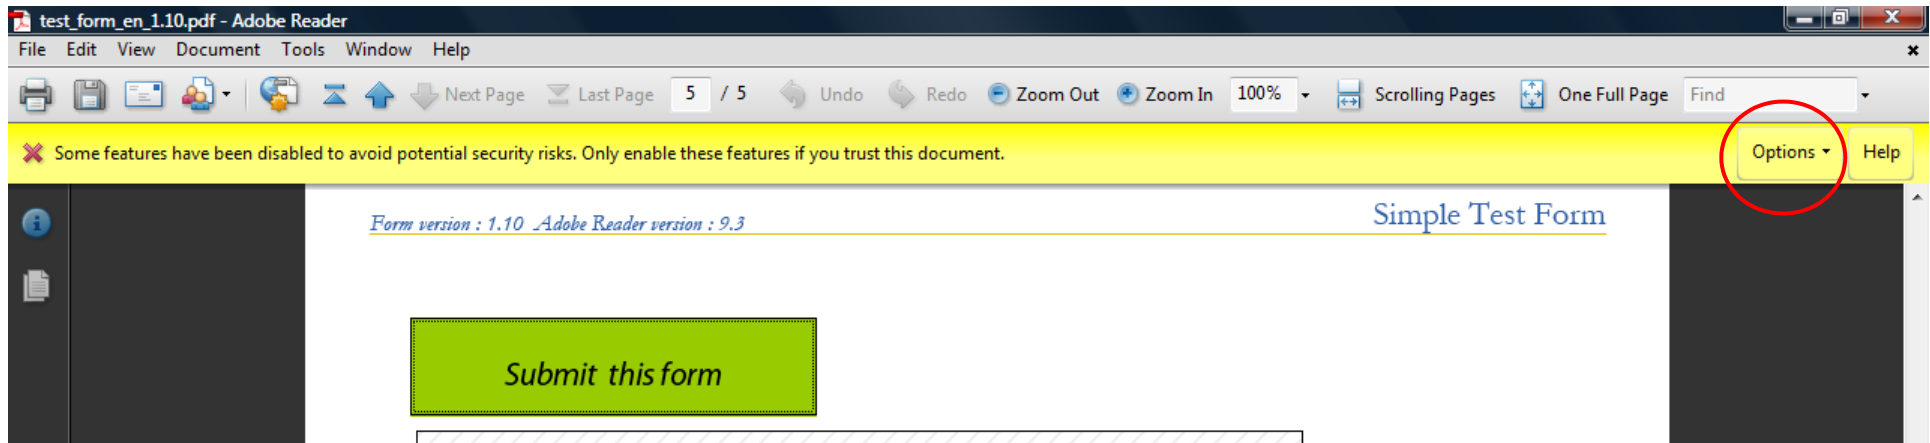 test_form_en_1.10.pdf - Adobe Reader
File Edit View Document Tools Window Help
Next Page Last Page 5 / 5 Undo Redo Zoom Out Zoom In 100% Scrolling Pages One Full Page Find
Some features have been disabled to avoid potential security risks. Only enable these features if you trust this document. Options Help
Form version : 1.10 Adobe Reader version : 9.3 Simple Test Form
Submit this form